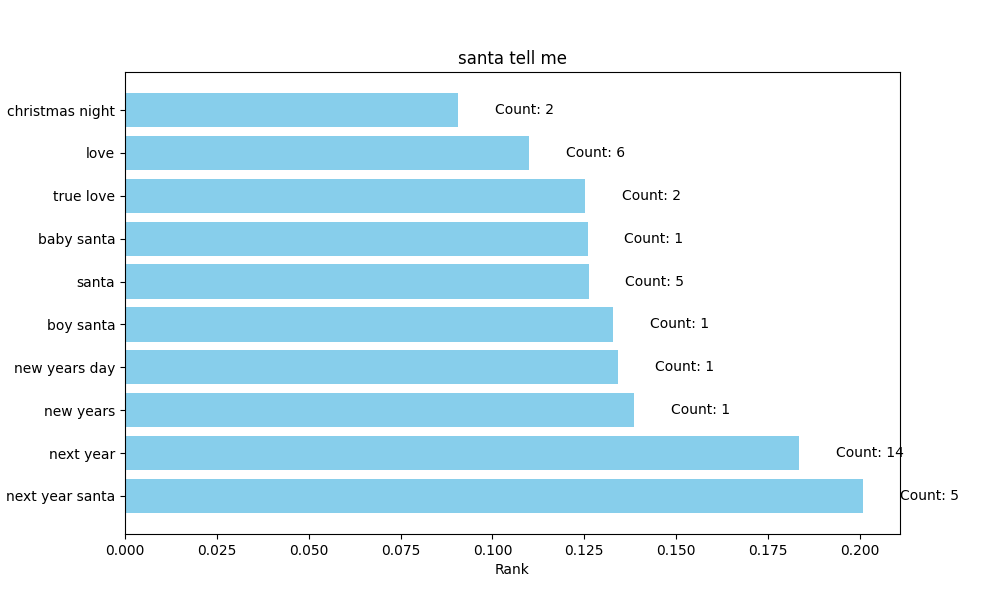 santa tell me
christmas night
Count: 2
love
Count: 6
true love
Count: 2
baby santa
Count: 1
santa
Count: 5
boy santa
Count: 1
new years day
Count: 1
new years
Count: 1
next year
Count: 14
next year santa
Count: 5
0.000 0.025 0.050 0.075 0.100 0.125 0.150 0.175 0.200
Rank